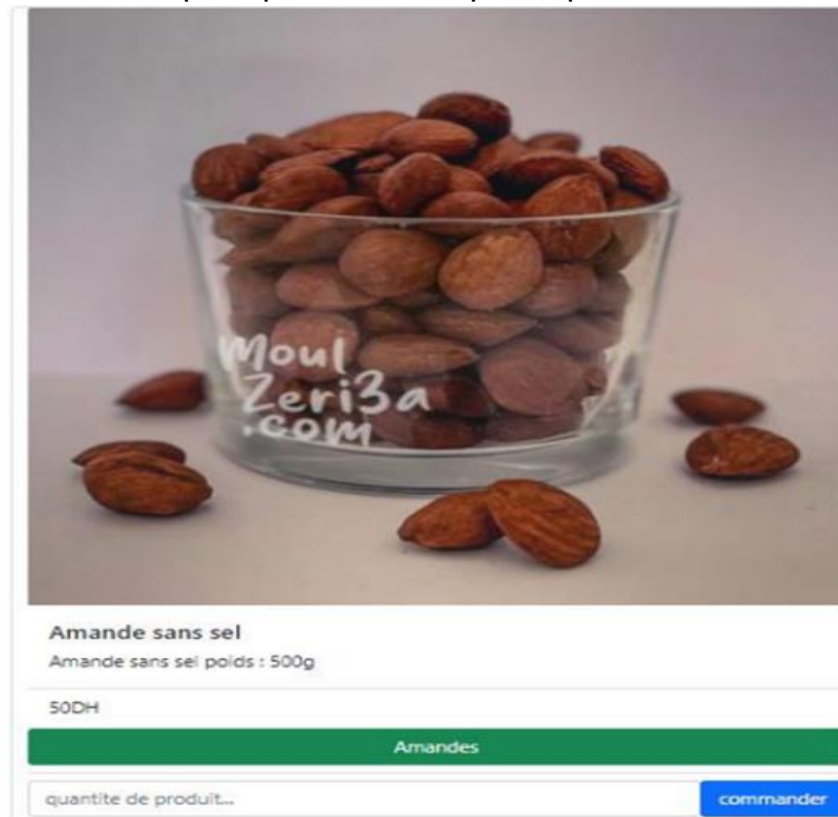 Moul
Zeri3a
.com
Amande sans sel
Amande sans sel poids : 500g
50DH
Amandes
quantite de produit...
commander